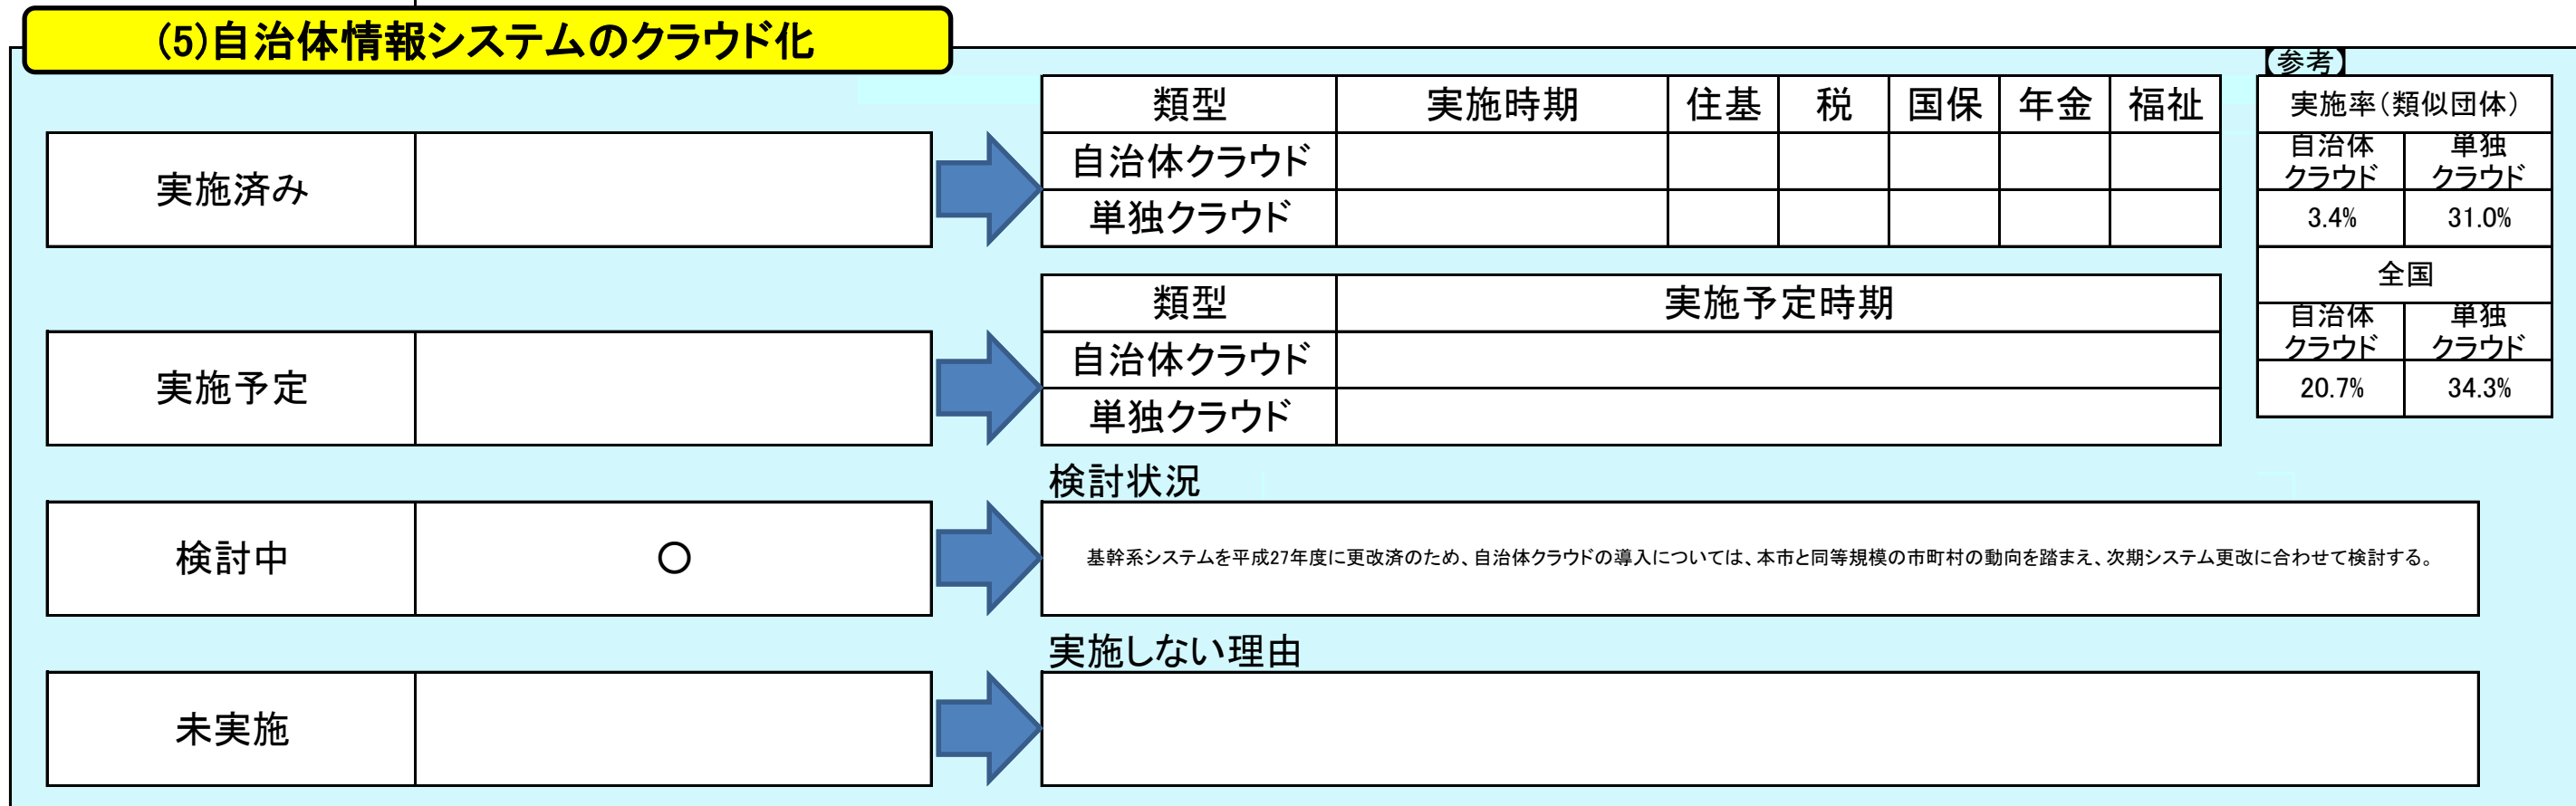 (5)自治体情報システムのクラウド化
【参考】
類型 実施時期 住基 税 国保 年金 福祉
実施済み
自治体クラウド
単独クラウド
実施率(類似団体)
自治体クラウド 単独クラウド
3.4% 31.0%
全国
自治体クラウド 単独クラウド
20.7% 34.3%
類型 実施予定時期
実施予定
自治体クラウド
単独クラウド
検討状況
検討中 〇
基幹系システムを平成27年度に更改済のため、自治体クラウドの導入については、本市と同等規模の市町村の動向を踏まえ、次期システム更改に合わせて検討する。
実施しない理由
未実施